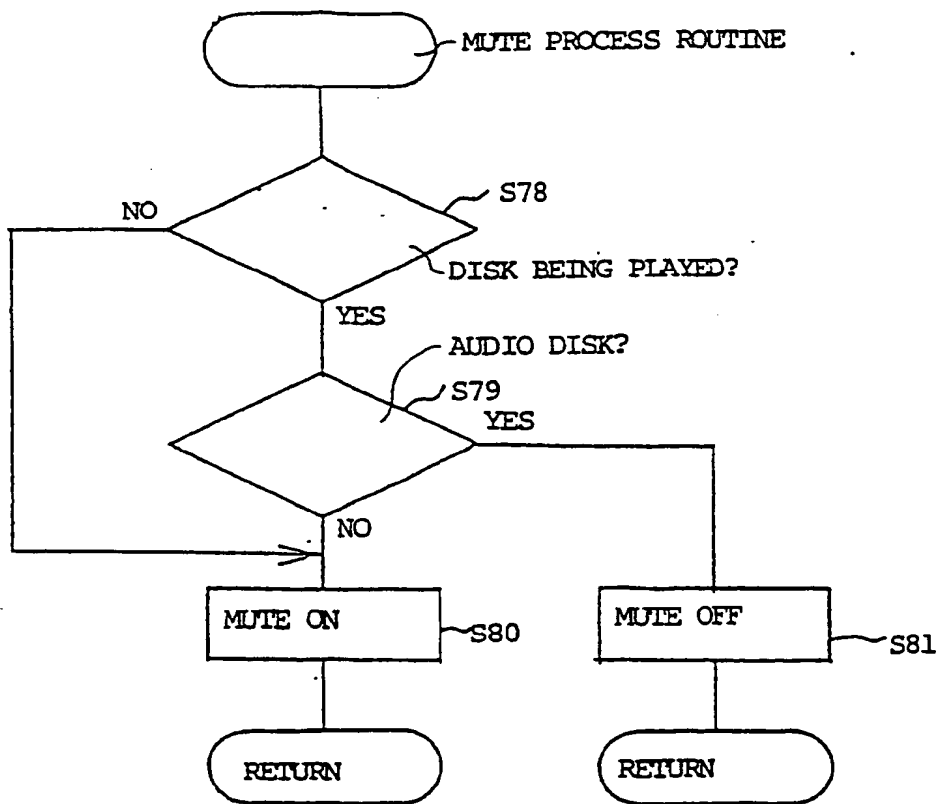 MUTE PROCESS ROUTINE
S78
NO
DISK BEING PLAYED?
YES
AUDIO DISK?
S79
YES
NO
MUTE ON
S80
MUTE OFF
S81
RETURN
RETURN